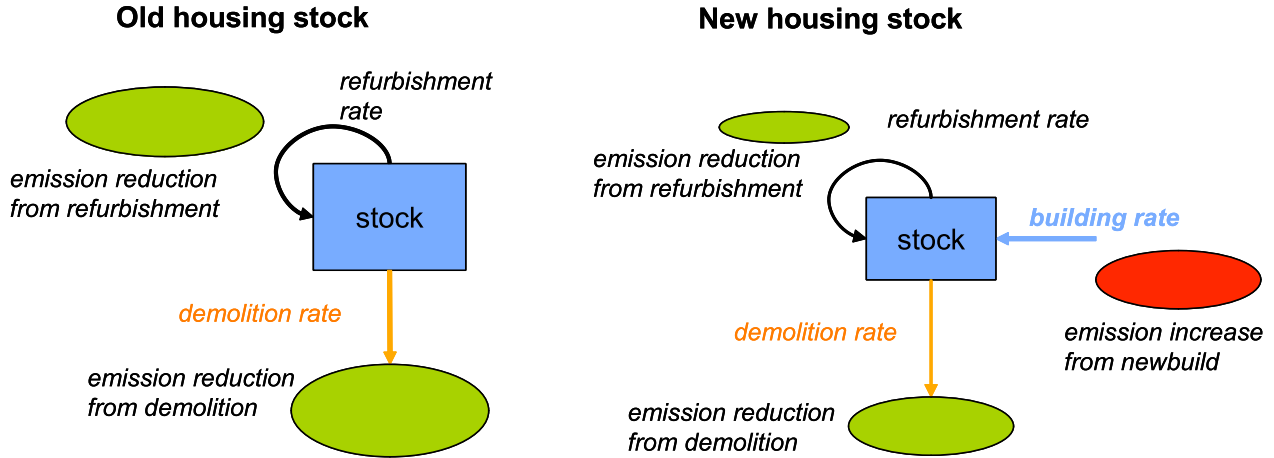 Old housing stock
refurbishment
rate
emission reduction
from refurbishment
stock
demolition rate
emission reduction
from demolition
New housing stock
refurbishment rate
emission reduction
from refurbishment
stock
building rate
emission increase
from newbuild
demolition rate
emission reduction
from demolition